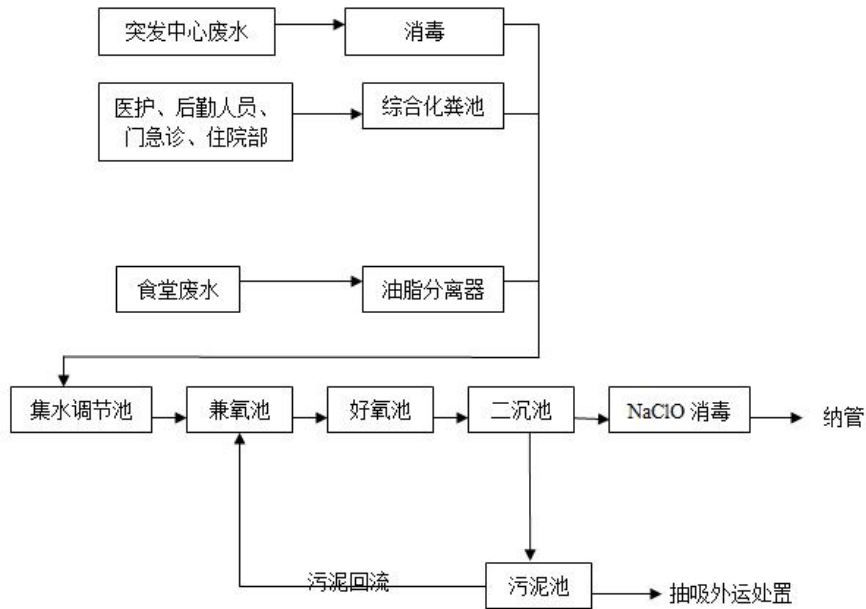 突发中心废水
消毒
医护、后勤人员、
门急诊、住院部
综合化粪池
食堂废水
油脂分离器
集水调节池
兼氧池
好氧池
二沉池
NaClO 消毒
纳管
污泥回流
污泥池
抽吸外运处置